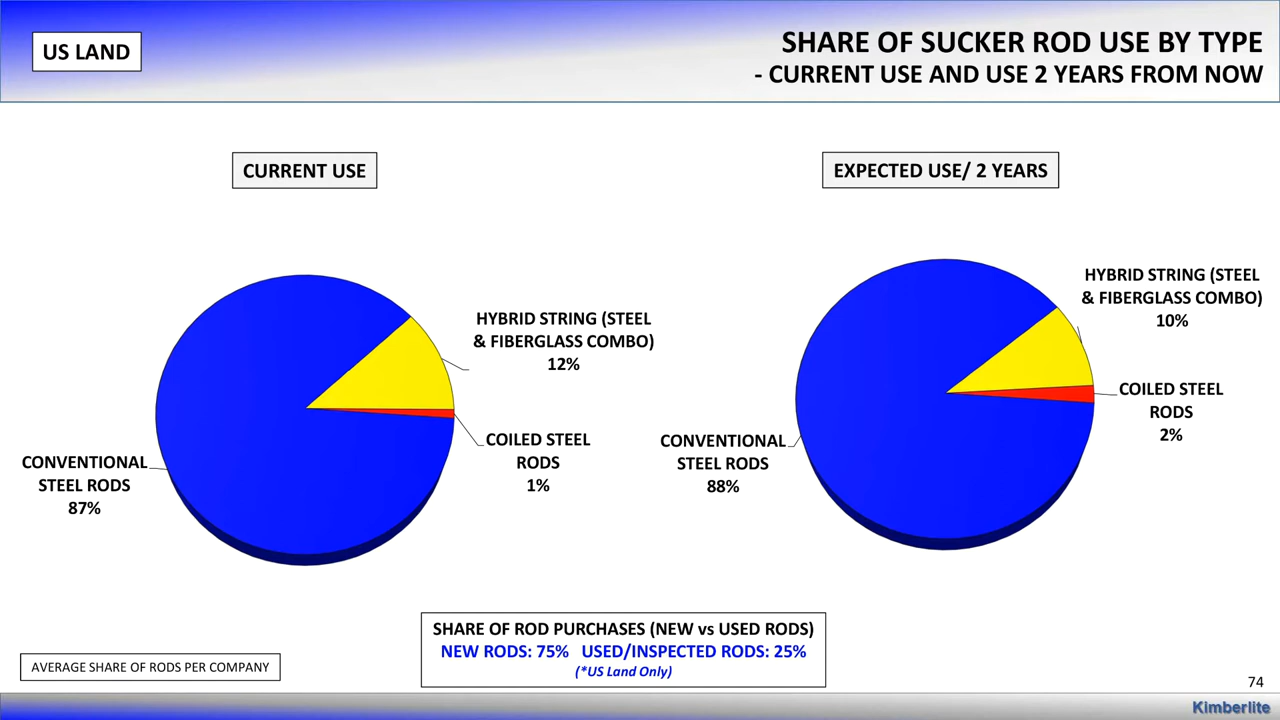 US LAND
SHARE OF SUCKER ROD USE BY TYPE
- CURRENT USE AND USE 2 YEARS FROM NOW
CURRENT USE
HYBRID STRING (STEEL
& FIBERGLASS COMBO)
12%
COILED STEEL
RODS
1%
CONVENTIONAL
STEEL RODS
87%
EXPECTED USE/ 2 YEARS
HYBRID STRING (STEEL
& FIBERGLASS COMBO)
10%
COILED STEEL
RODS
2%
CONVENTIONAL
STEEL RODS
88%
SHARE OF ROD PURCHASES (NEW vs USED RODS)
NEW RODS: 75% USED/INSPECTED RODS: 25%
(*US Land Only)
AVERAGE SHARE OF RODS PER COMPANY
74
Kimberlite